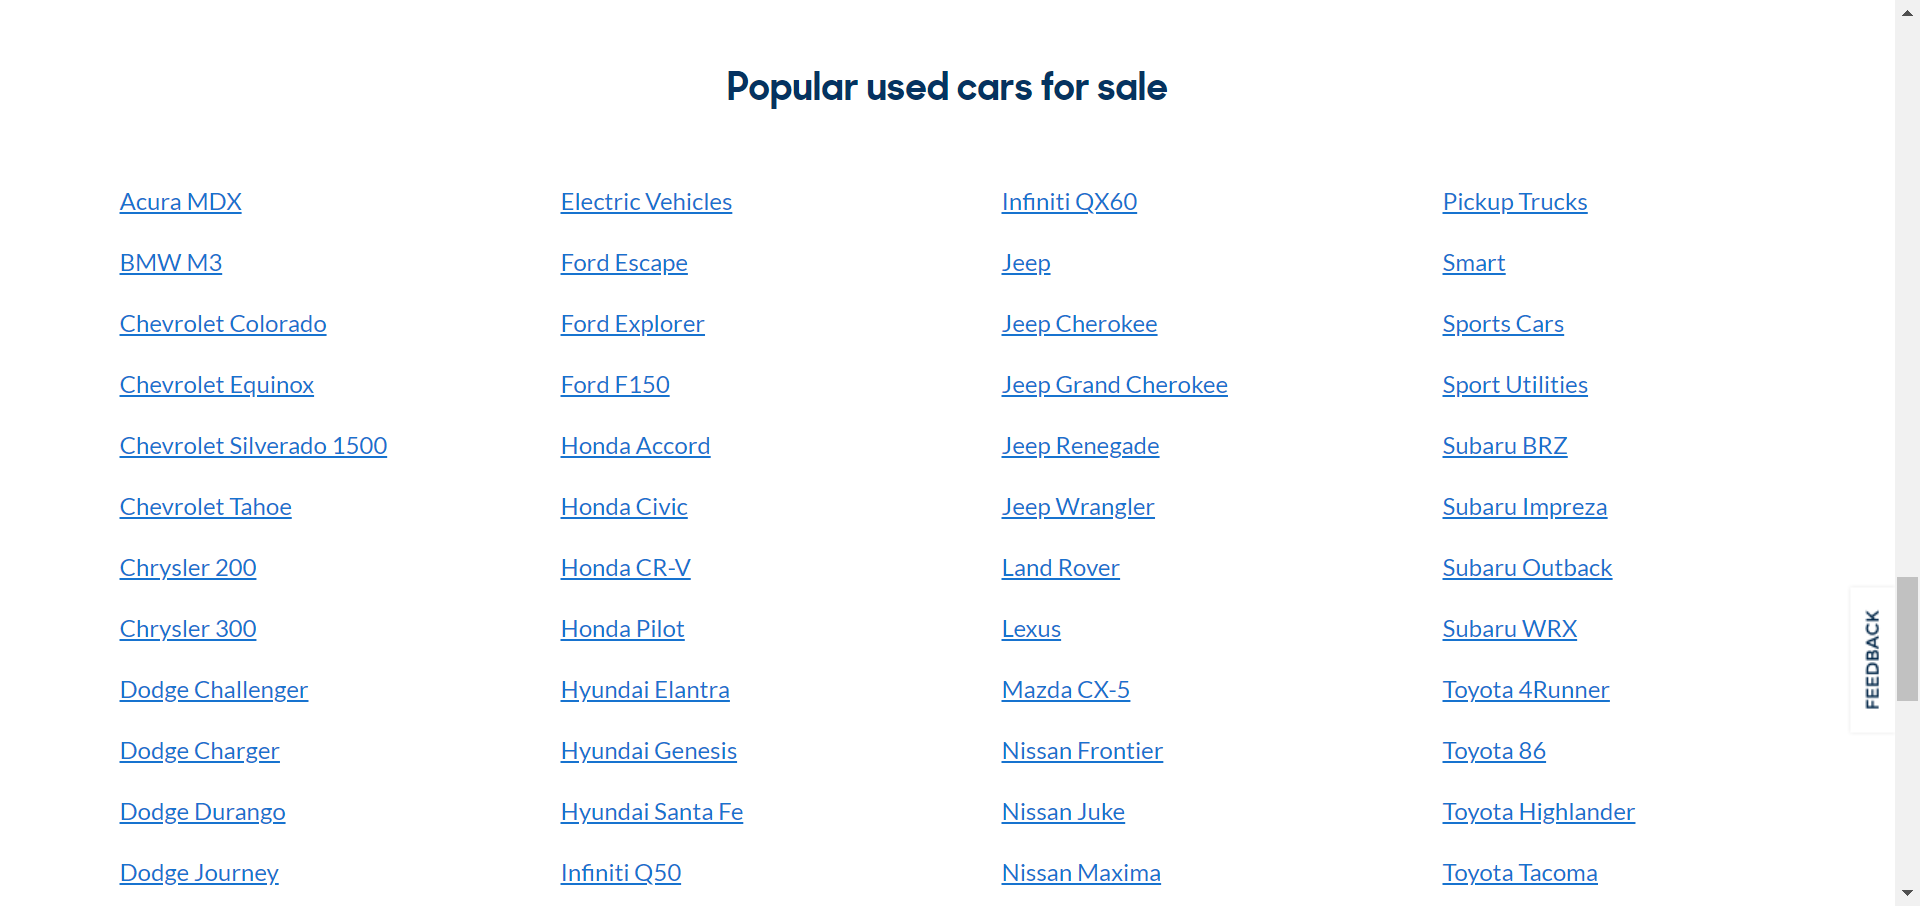 Popular used cars for sale
Acura MDX
BMW M3
Chevrolet Colorado
Chevrolet Equinox
Chevrolet Silverado 1500
Chevrolet Tahoe
Chrysler 200
Chrysler 300
Dodge Challenger
Dodge Charger
Dodge Durango
Dodge Journey
Electric Vehicles
Ford Escape
Ford Explorer
Ford F150
Honda Accord
Honda Civic
Honda CR-V
Honda Pilot
Hyundai Elantra
Hyundai Genesis
Hyundai Santa Fe
Infiniti Q50
Infiniti QX60
Jeep
Jeep Cherokee
Jeep Grand Cherokee
Jeep Renegade
Jeep Wrangler
Land Rover
Lexus
Mazda CX-5
Nissan Frontier
Nissan Juke
Nissan Maxima
Pickup Trucks
Smart
Sports Cars
Sport Utilities
Subaru BRZ
Subaru Impreza
Subaru Outback
Subaru WRX
Toyota 4Runner
Toyota 86
Toyota Highlander
Toyota Tacoma
FEEDBACK